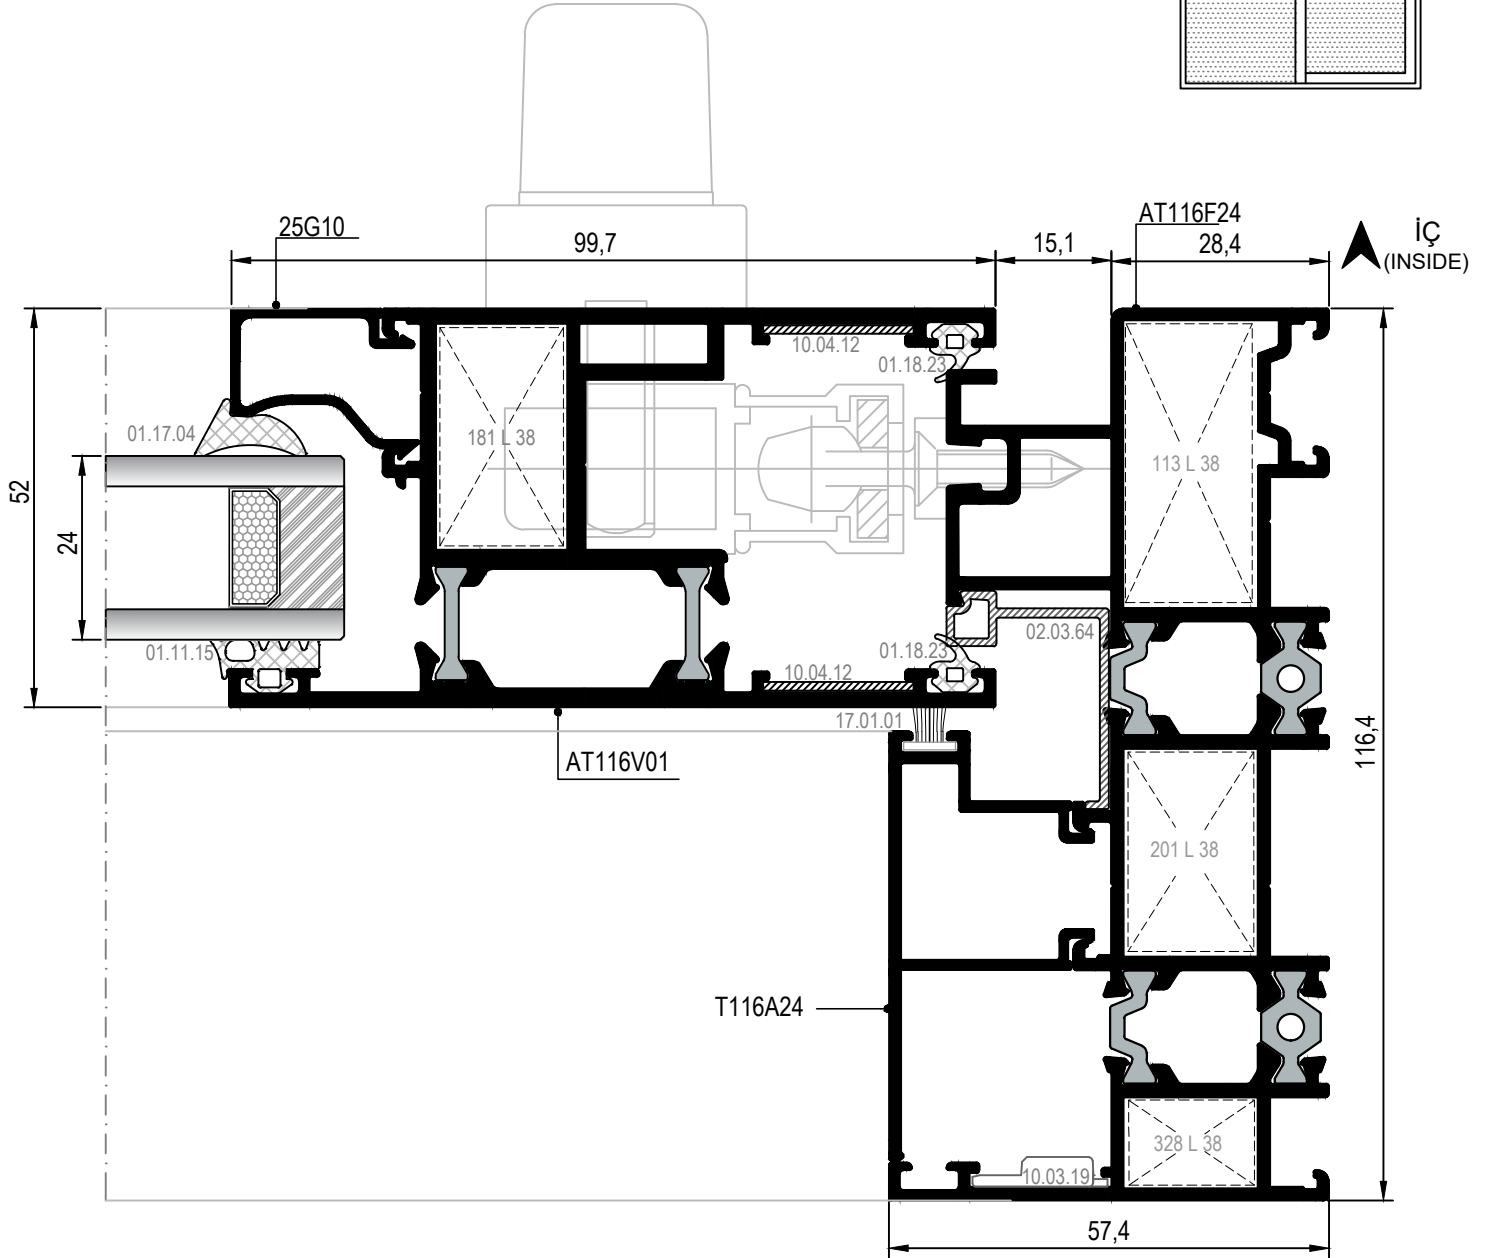 AT116F24
25G10
99,7
15,1
28,4
İÇ
(INSIDE)
10.04.12
01.18.23
01.17.04
181 L 38
113 L 38
52
24
02.03.64
01.18.23
01.11.15
10.04.12
17.01.01
116,4
AT116V01
201 L 38
T116A24
328 L 38
10.03.19
57,4